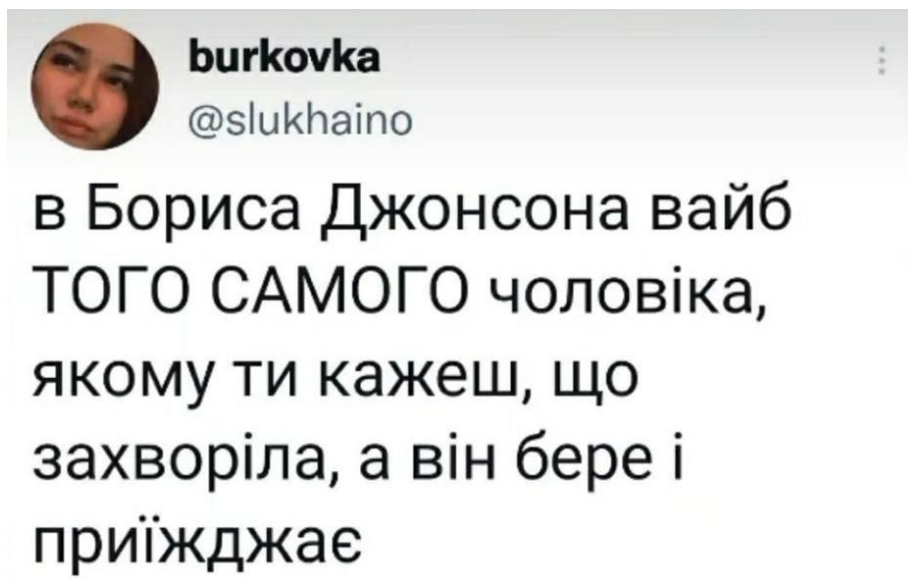 burkovka
@slukhaino
в Бориса Джонсона вайб
ТОГО САМОГО чоловіка,
якому ти кажеш, що
захворіла, а він бере і
приїжджає